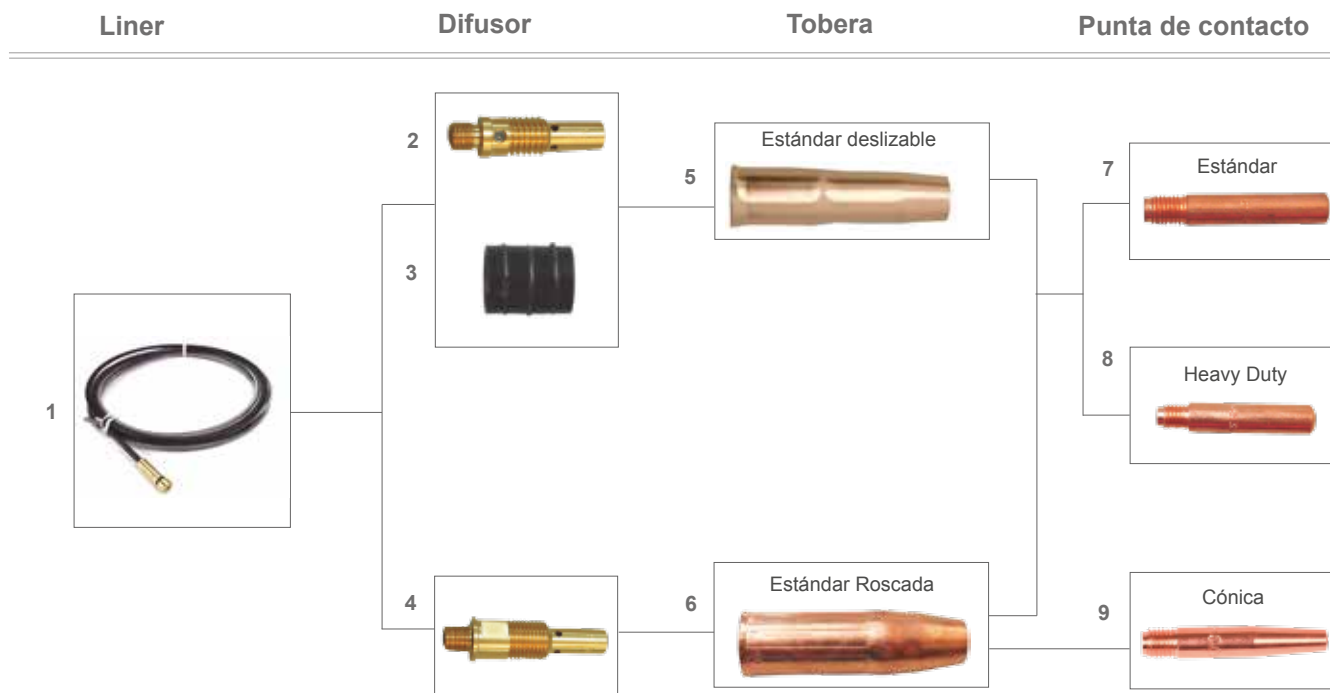 Liner
Difusor
Tobera
Punta de contacto
2
5
Estándar deslizable
7
Estándar
3
8
Heavy Duty
1
4
6
Estándar Roscada
9
Cónica